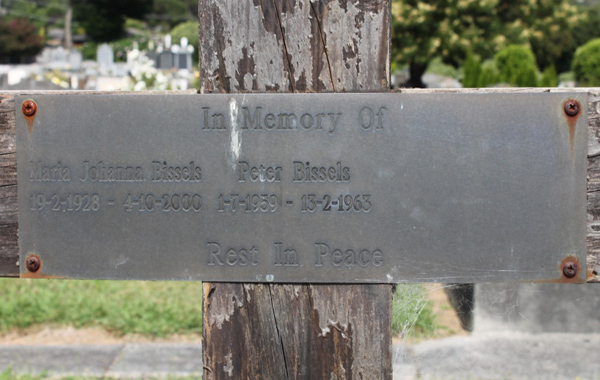 In Memory Of
Maria Johanna Bissels Peter Bissels
19-2-1928 - 4-10-2000 1-7-1959 - 13-2-1963
Rest In Peace